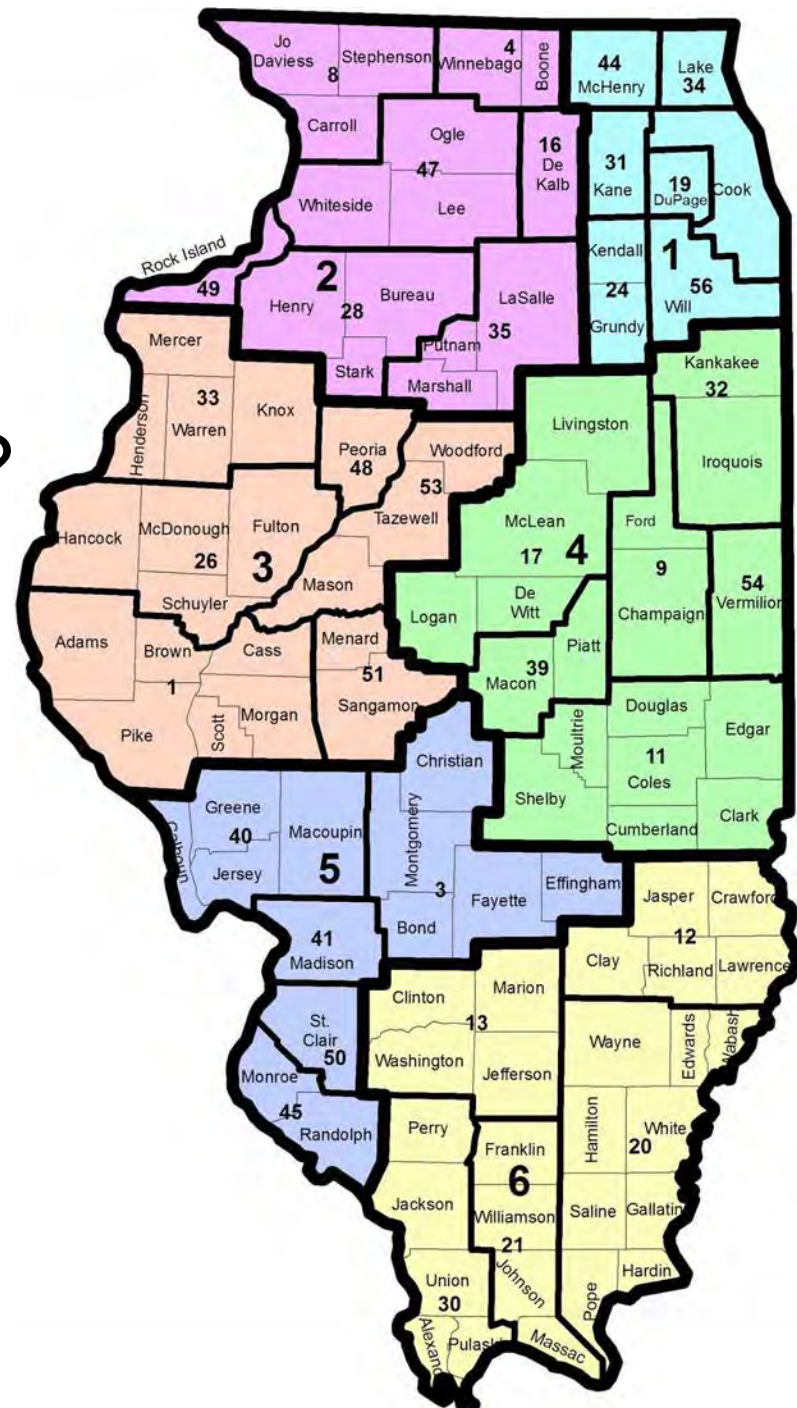 Jo
Daviess
8
Stephenson
4
Winnebago
Boone
44
McHenry
Lake
34
Carroll
Ogle
47
16
De
Kalb
31
Kane
19
DuPage
Cook
Whiteside
Lee
Kendall
24
Grundy
1
56
Will
Rock Island
49
2
Henry
28
Bureau
LaSalle
35
Putnam
Stark
Marshall
Mercer
33
Warren
Henderson
Knox
Peoria
48
Woodford
53
Tazewell
Livingston
Kankakee
32
Iroquois
Hancock
McDonough
26
Fulton
3
Mason
Schuyler
McLean
17
4
Ford
9
Champaign
54
Vermilion
Logan
De
Witt
Piatt
39
Macon
Adams
Brown
1
Cass
Menard
51
Sangamon
Pike
Scott
Morgan
Douglas
Edgar
Moultrie
11
Coles
Shelby
Cumberland
Clark
Christian
Montgomery
Greene
40
Macoupin
Calhoun
Jersey
5
3
Bond
Fayette
Effingham
Jasper
Crawford
12
Clay
Richland
Lawrence
41
Madison
Clinton
Marion
13
Washington
Jefferson
St.
Clair
50
Monroe
45
Randolph
Wayne
Edwards
Wabash
Hamilton
White
20
Perry
Franklin
6
Jackson
Williamson
21
Saline
Gallatin
Johnson
Pope
Hardin
Union
30
Pulaski
Massac